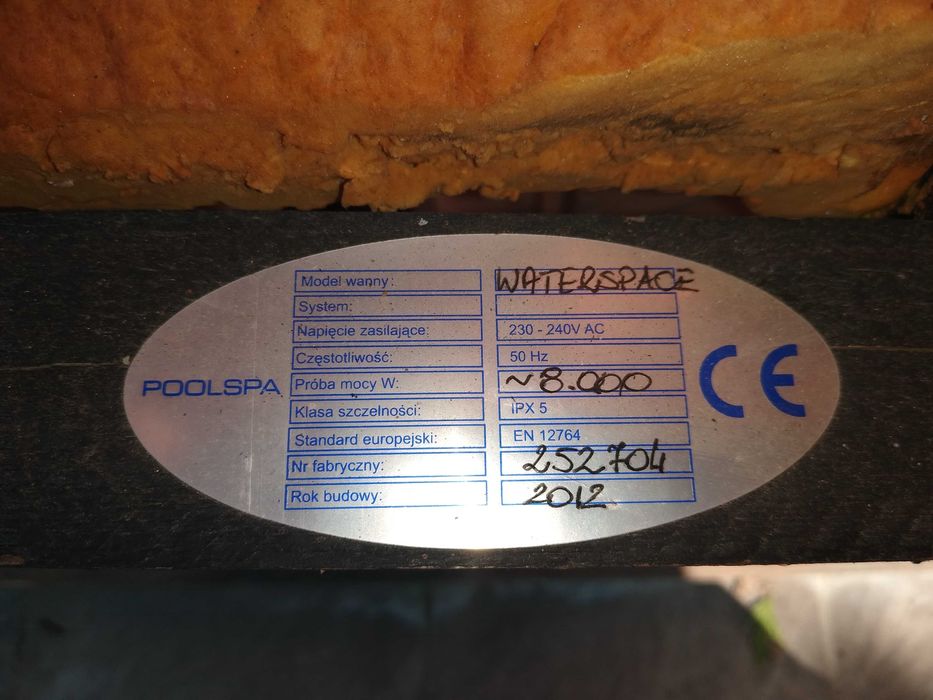 Model wanny: WATERSPACE
System:
Napięcie zasilające: 230 - 240V AC
Częstotliwość: 50 Hz
POOLSPA Próba mocy W: ~8.000 CE
Klasa szczelności: IPX 5
Standard europejski: EN 12764
Nr fabryczny: 252704
Rok budowy: 2012